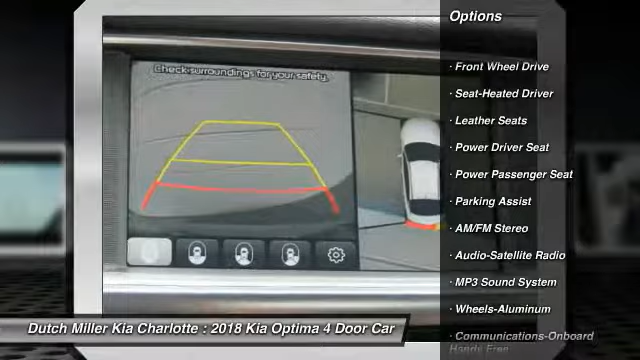 Options
Check surroundings for your safety.
· Front Wheel Drive
· Seat-Heated Driver
· Leather Seats
· Power Driver Seat
· Power Passenger Seat
· Parking Assist
· AM/FM Stereo
· Audio-Satellite Radio
· MP3 Sound System
· Wheels-Aluminum
· Communications-Onboard
Hands Free
Dutch Miller Kia Charlotte : 2018 Kia Optima 4 Door Car